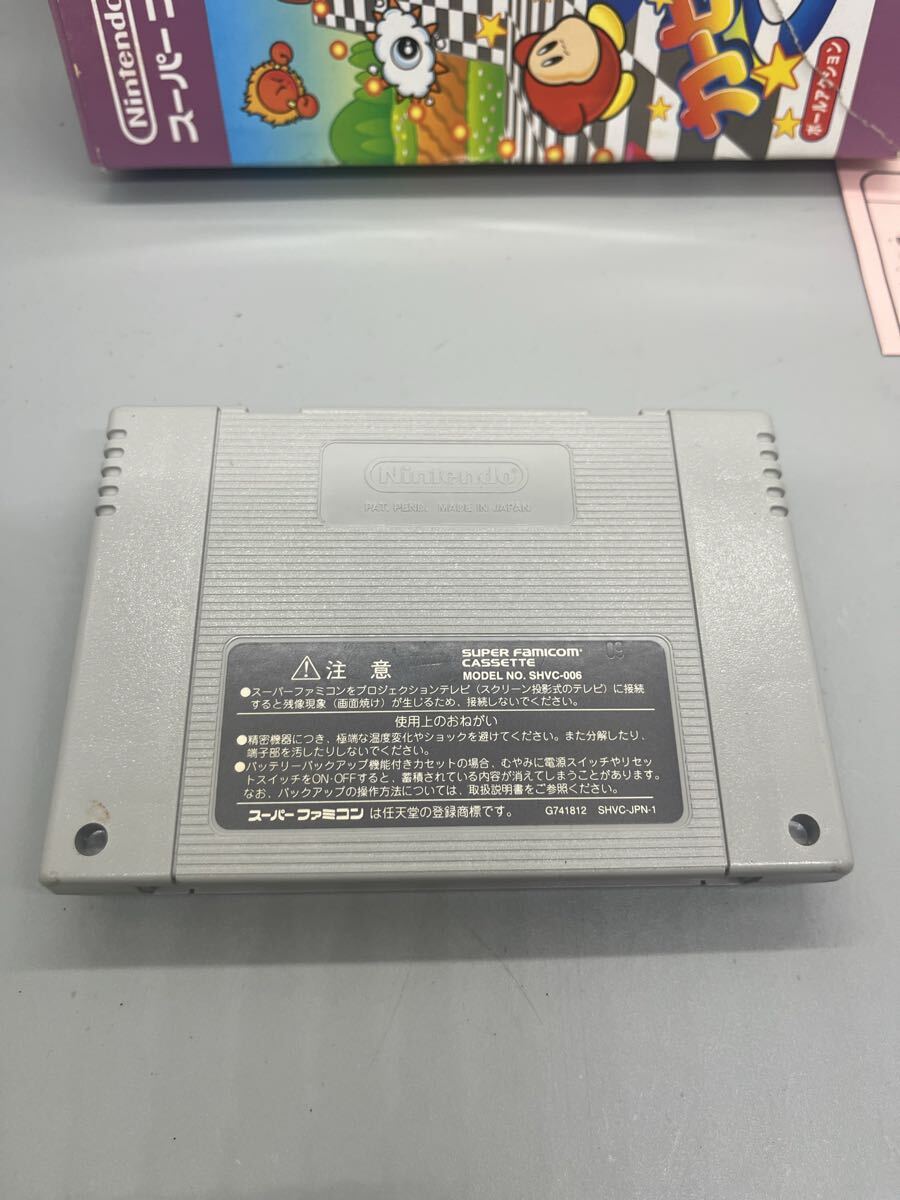 Nintendo
スーパー
カービ
ボールアクション
Nintendo®
PAT. PEND. MADE IN JAPAN
09
⚠注 意
SUPER FAMICOM®
CASSETTE
MODEL NO. SHVC-006
●スーパーファミコンをプロジェクションテレビ（スクリーン投影式のテレビ）に接続
すると残像現象（画面焼け）が生じるため、接続しないでください。
使用上のおねがい
●精密機器につき、極端な温度変化やショックを避けてください。また分解したり、
端子部を汚したりしないでください。
●バッテリーバックアップ機能付きカセットの場合、むやみに電源スイッチやリセッ
トスイッチをON·OFFすると、蓄積されている内容が消えてしまうことがあります。
なお、バックアップの操作方法については、取扱説明書をご参照ください。
スーパーファミコン は任天堂の登録商標です。 G741812 SHVC-JPN-1